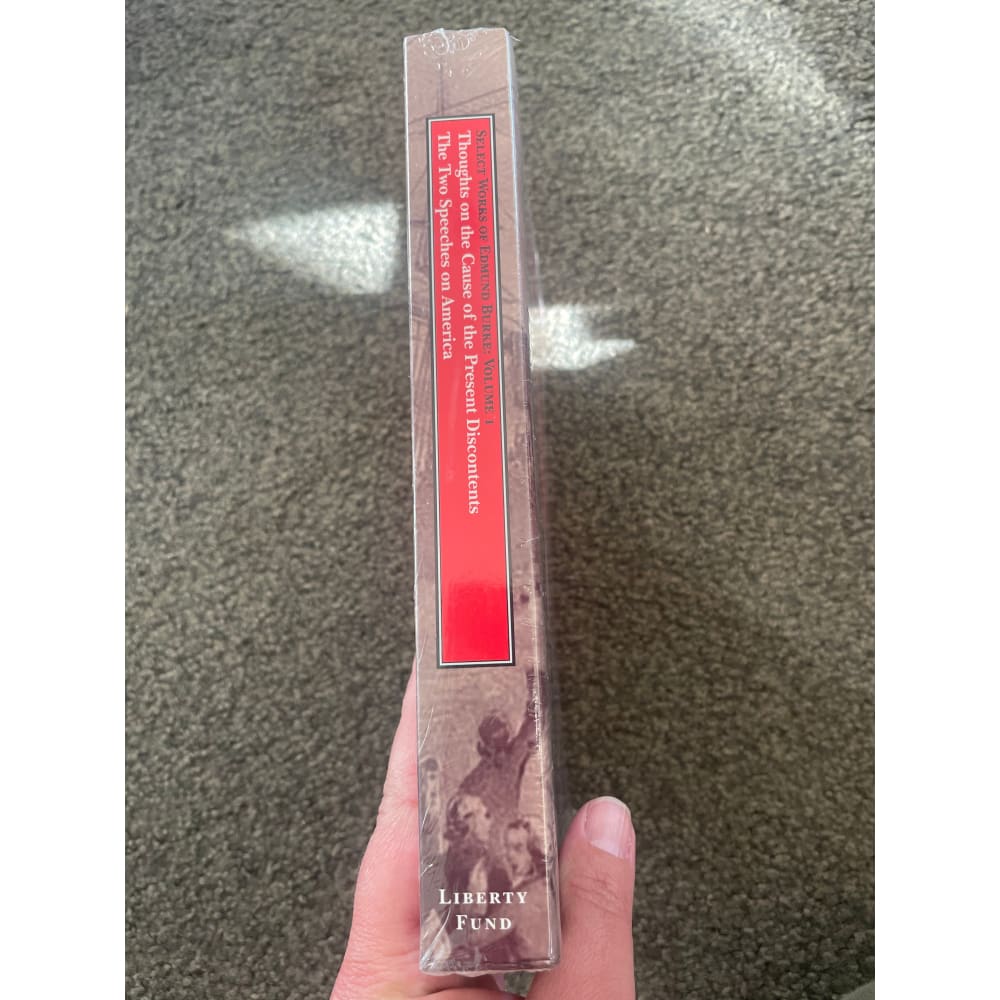 SELECT WORKS OF EDMUND BURKE: VOLUME 1
Thoughts on the Cause of the Present Discontents
The Two Speeches on America
LIBERTY
FUND